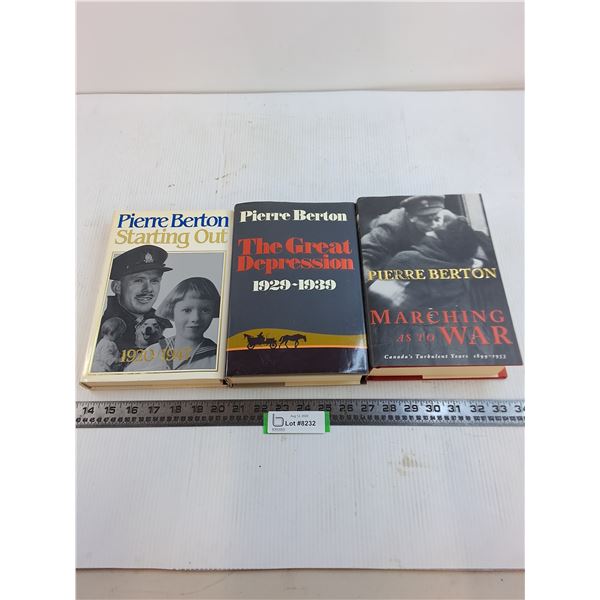 Pierre Berton
Starting Out
1920-1947
Pierre Berton
The Great
Depression
1929-1939
PIERRE BERTON
MARCHING
AS TO WAR
Canada's Turbulent Years 1899-1953
14 15 16 17 18 19 20 21 22 23 24 25 26 27 28 29 30 31 32 33 34
Lot #8232